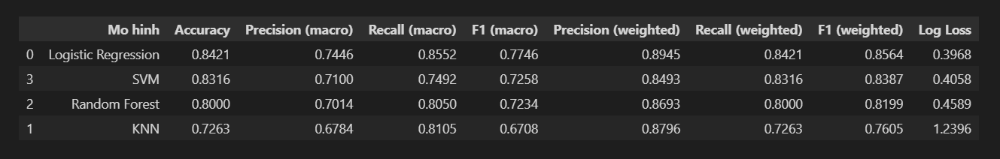 Mo hinh Accuracy Precision (macro) Recall (macro) F1 (macro) Precision (weighted) Recall (weighted) F1 (weighted) Log Loss
0 Logistic Regression 0.8421 0.7446 0.8552 0.7746 0.8945 0.8421 0.8564 0.3968
3 SVM 0.8316 0.7100 0.7492 0.7258 0.8493 0.8316 0.8387 0.4058
2 Random Forest 0.8000 0.7014 0.8050 0.7234 0.8693 0.8000 0.8199 0.4589
1 KNN 0.7263 0.6784 0.8105 0.6708 0.8796 0.7263 0.7605 1.2396